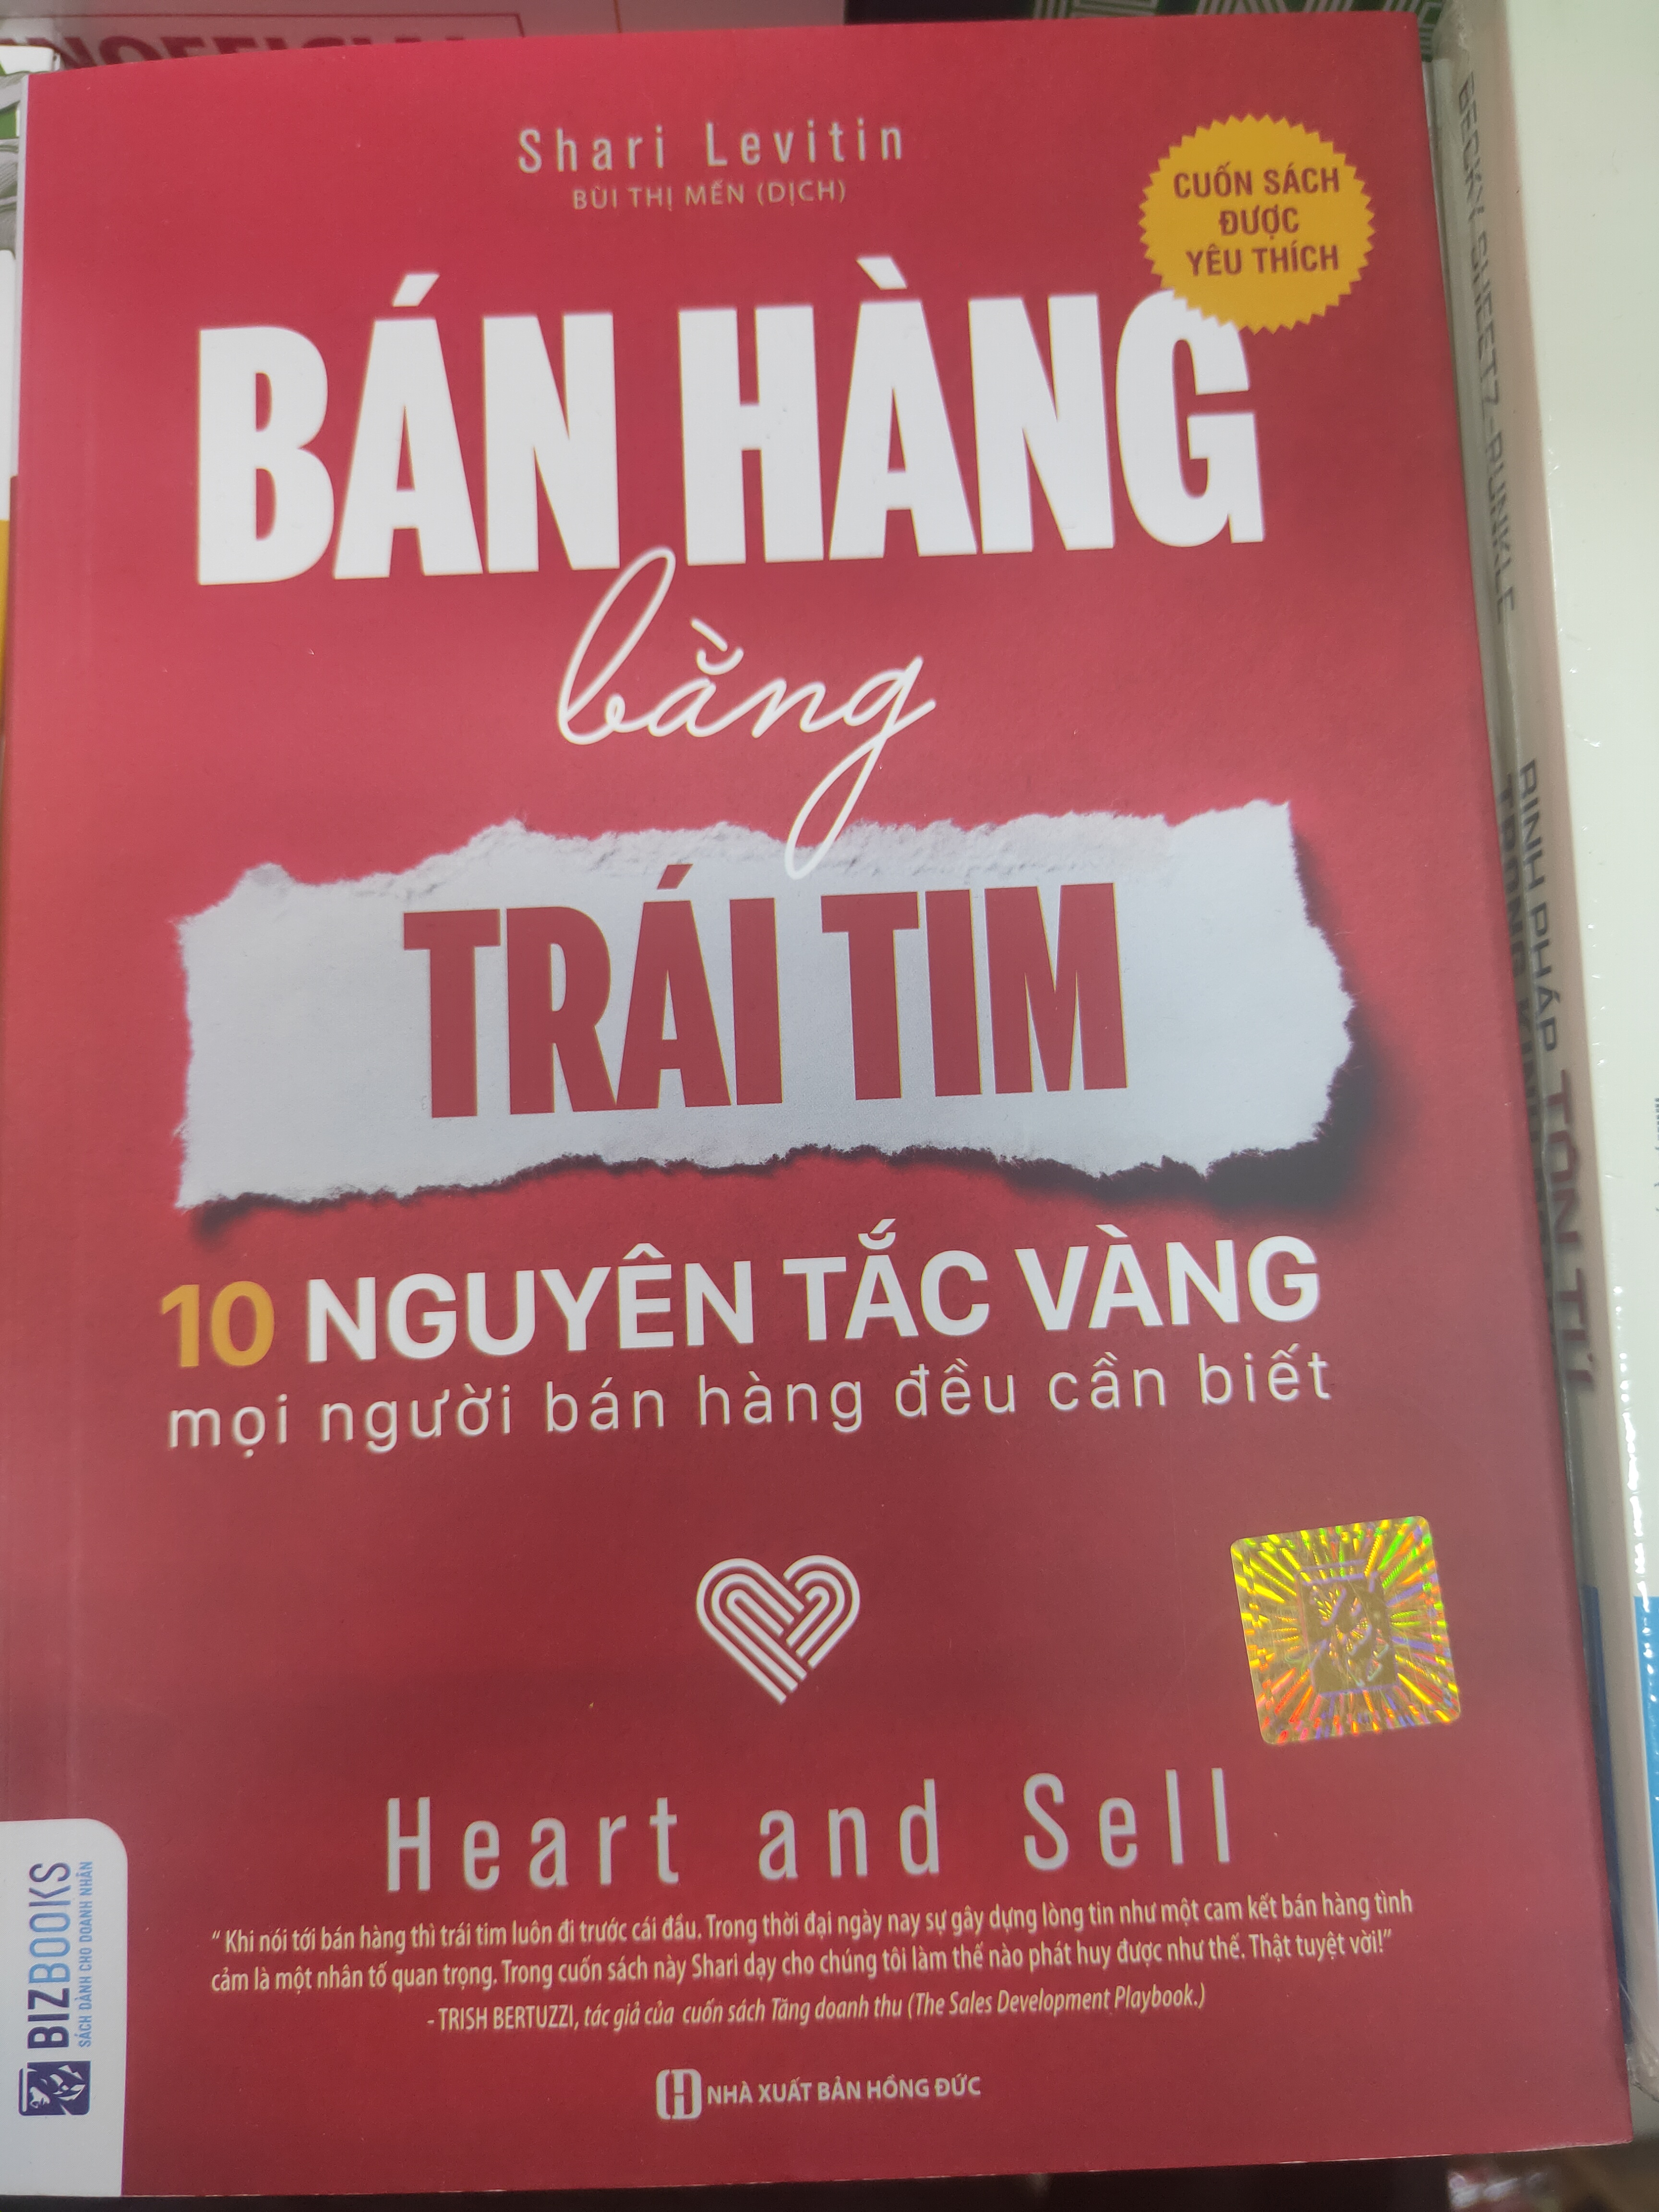 Shari Levitin
BÙI THỊ MẾN (DỊCH)
CUỐN SÁCH
ĐƯỢC
YÊU THÍCH
BÁN HÀNG
bằng
TRÁI TIM
10 NGUYÊN TẮC VÀNG
mọi người bán hàng đều cần biết
Heart and Sell
“ Khi nói tới bán hàng thì trái tim luôn đi trước cái đầu. Trong thời đại ngày nay sự gây dựng lòng tin như một cam kết bán hàng tình
cảm là một nhân tố quan trọng. Trong cuốn sách này Shari dạy cho chúng tôi làm thế nào phát huy được như thế. Thật tuyệt vời!”
- TRISH BERTUZZI, tác giả của cuốn sách Tăng doanh thu (The Sales Development Playbook.)
NHÀ XUẤT BẢN HỒNG ĐỨC
BIZBOOKS
SÁCH DÀNH CHO DOANH NHÂN
BECKY SHEETZ-RUNKLE
BINH PHÁP TÔN TỬ